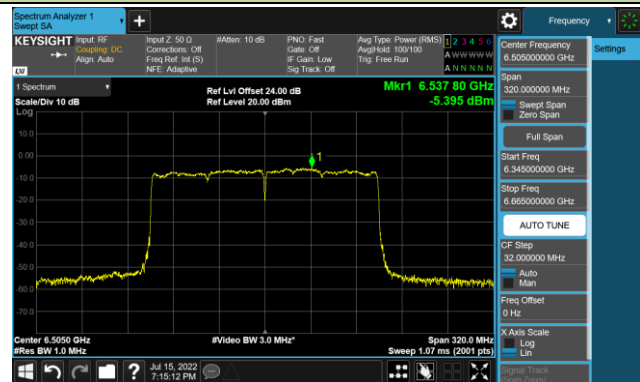 Spectrum Analyzer 1
Swept SA
Frequency
KEYSIGHT
Input: RF
Coupling: DC
Align: Auto
Input Z: 50 Ω
Corrections: Off
Freq Ref: Int (S)
NFE: Adaptive
#Atten: 10 dB
PNO: Fast
Gate: Off
IF Gain: Low
Sig Track: Off
Avg Type: Power (RMS)
Avg|Hold: 100/100
Trig: Free Run
1 2 3 4 5 6
A W W W W W
A N N N N N
LXI
1 Spectrum
Scale/Div 10 dB
Log
Ref Lvl Offset 24.00 dB
Ref Level 20.00 dBm
Mkr1 6.537 80 GHz
-5.395 dBm
10.0
0.00
-10.0
-20.0
-30.0
-40.0
-50.0
-60.0
-70.0
1
Center 6.5050 GHz
#Res BW 1.0 MHz
#Video BW 3.0 MHz*
Span 320.0 MHz
Sweep 1.07 ms (2001 pts)
Jul 15, 2022
7:15:12 PM
Center Frequency
6.505000000 GHz
Settings
Span
320.000000 MHz
Swept Span
Zero Span
Full Span
Start Freq
6.345000000 GHz
Stop Freq
6.665000000 GHz
AUTO TUNE
CF Step
32.000000 MHz
Auto
Man
Freq Offset
0 Hz
X Axis Scale
Log
Lin
Signal Track
(Span Zoom)